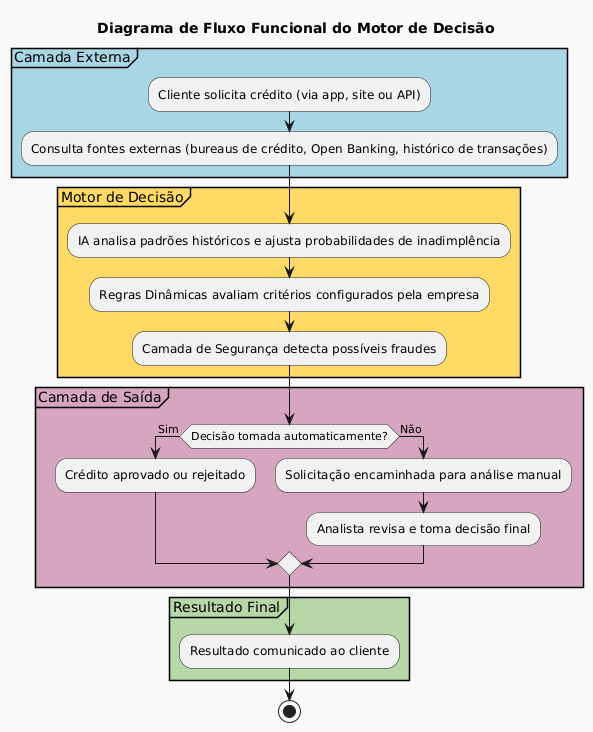 Diagrama de Fluxo Funcional do Motor de Decisão
Camada Externa
Cliente solicita crédito (via app, site ou API)
Consulta fontes externas (bureaus de crédito, Open Banking, histórico de transações)
Motor de Decisão
IA analisa padrões históricos e ajusta probabilidades de inadimplência
Regras Dinâmicas avaliam critérios configurados pela empresa
Camada de Segurança detecta possíveis fraudes
Camada de Saída
Decisão tomada automaticamente?
Sim
Não
Crédito aprovado ou rejeitado
Solicitação encaminhada para análise manual
Analista revisa e toma decisão final
Resultado Final
Resultado comunicado ao cliente